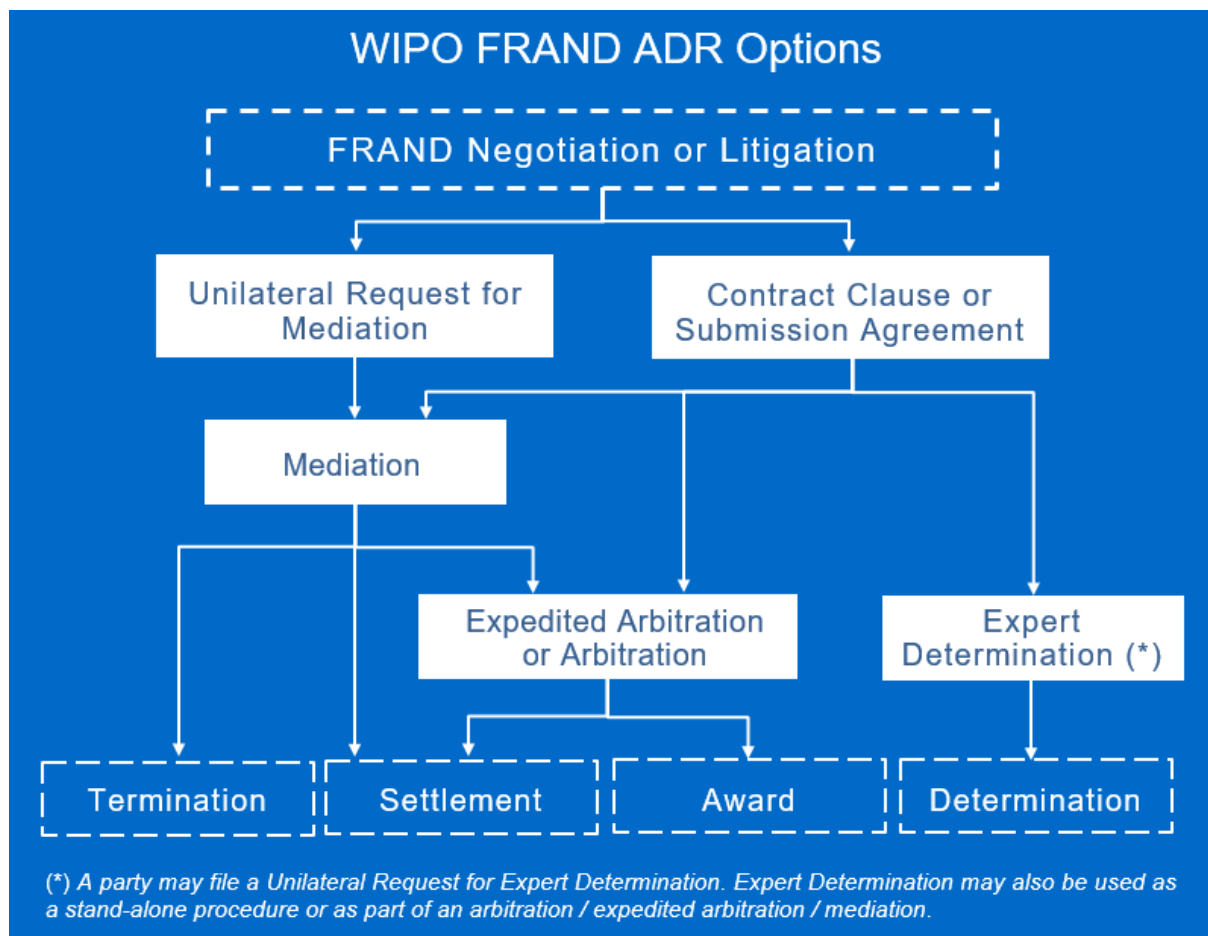 WIPO FRAND ADR Options
FRAND Negotiation or Litigation
Unilateral Request for
Mediation
Contract Clause or
Submission Agreement
Mediation
Expedited Arbitration
or Arbitration
Expert
Determination (*)
Termination
Settlement
Award
Determination
(*) A party may file a Unilateral Request for Expert Determination. Expert Determination may also be used as
a stand-alone procedure or as part of an arbitration / expedited arbitration / mediation.